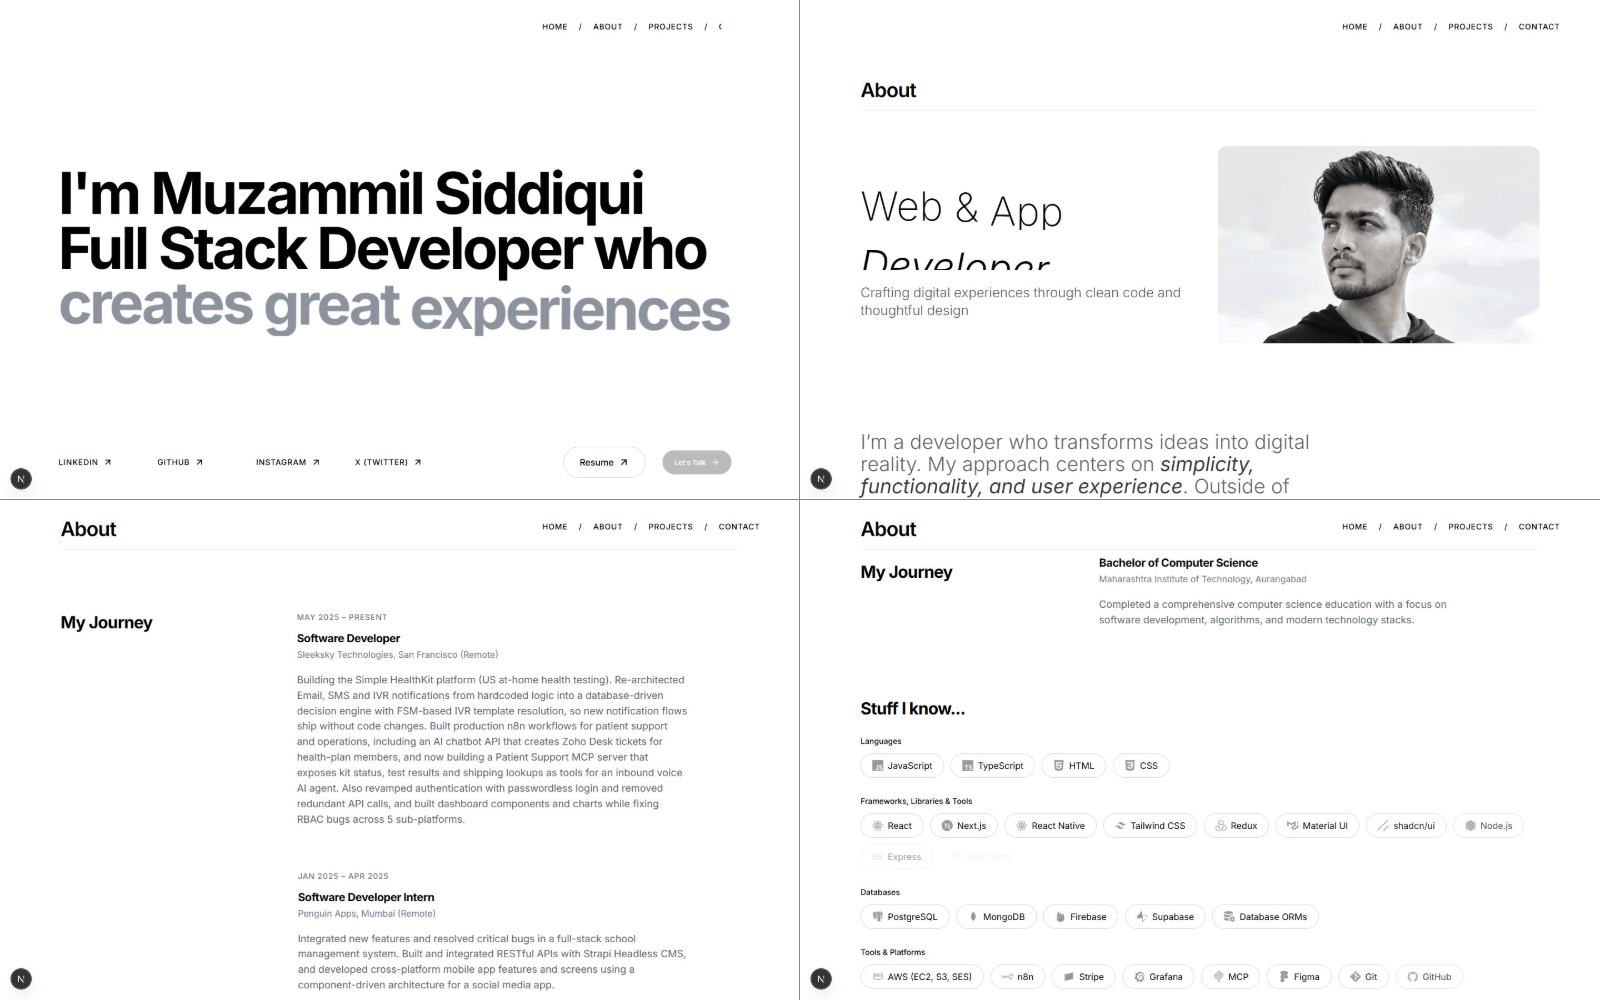 HOME / ABOUT / PROJECTS / C
I'm Muzammil Siddiqui
Full Stack Developer who
creates great experiences
LINKEDIN
GITHUB
INSTAGRAM
X (TWITTER)
Resume
Let's Talk
N
HOME / ABOUT / PROJECTS / CONTACT
About
Web & App
Developer
Crafting digital experiences through clean code and
thoughtful design
I'm a developer who transforms ideas into digital
reality. My approach centers on simplicity,
functionality, and user experience. Outside of
N
About
HOME / ABOUT / PROJECTS / CONTACT
My Journey
MAY 2025 – PRESENT
Software Developer
Sleeksky Technologies, San Francisco (Remote)
Building the Simple HealthKit platform (US at-home health testing). Re-architected
Email, SMS and IVR notifications from hardcoded logic into a database-driven
decision engine with FSM-based IVR template resolution, so new notification flows
ship without code changes. Built production n8n workflows for patient support
and operations, including an AI chatbot API that creates Zoho Desk tickets for
health-plan members, and now building a Patient Support MCP server that
exposes kit status, test results and shipping lookups as tools for an inbound voice
AI agent. Also revamped authentication with passwordless login and removed
redundant API calls, and built dashboard components and charts while fixing
RBAC bugs across 5 sub-platforms.
JAN 2025 – APR 2025
Software Developer Intern
Penguin Apps, Mumbai (Remote)
Integrated new features and resolved critical bugs in a full-stack school
management system. Built and integrated RESTful APIs with Strapi Headless CMS,
and developed cross-platform mobile app features and screens using a
component-driven architecture for a social media app.
N
About
HOME / ABOUT / PROJECTS / CONTACT
My Journey
Bachelor of Computer Science
Maharashtra Institute of Technology, Aurangabad
Completed a comprehensive computer science education with a focus on
software development, algorithms, and modern technology stacks.
Stuff I know...
Languages
JS JavaScript TS TypeScript HTML CSS
Frameworks, Libraries & Tools
React Next.js React Native Tailwind CSS Redux Material UI shadcn/ui Node.js
ex Express REST APIs
Databases
PostgreSQL MongoDB Firebase Supabase Database ORMs
Tools & Platforms
AWS (EC2, S3, SES) n8n Stripe Grafana MCP Figma Git GitHub
N